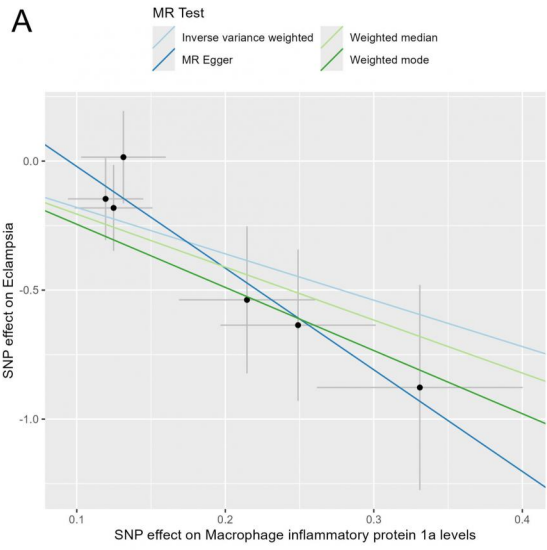 A
MR Test
Inverse variance weighted
Weighted median
MR Egger
Weighted mode
0.0
-0.5
-1.0
SNP effect on Eclampsia
0.1
0.2
0.3
0.4
SNP effect on Macrophage inflammatory protein 1a levels